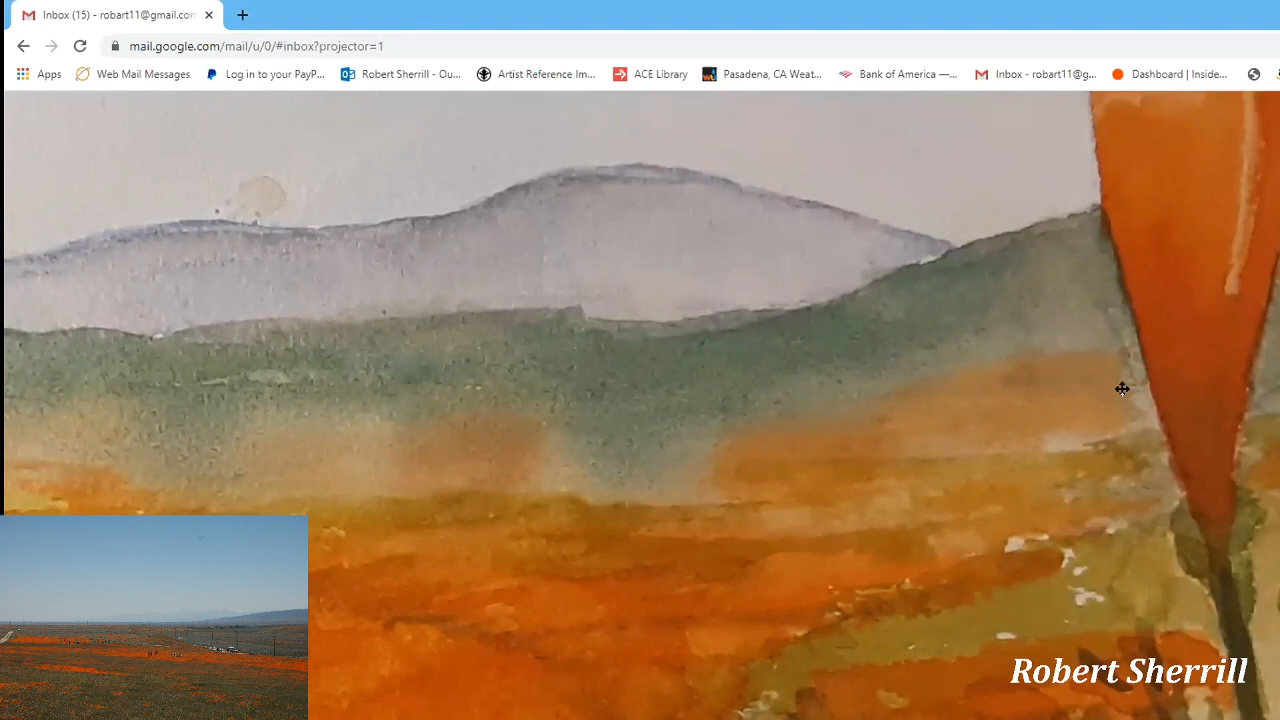 Inbox (15) - robart11@gmail.con
mail.google.com/mail/u/0/#inbox?projector=1
Apps Web Mail Messages Log in to your PayP... Robert Sherrill - Ou... Artist Reference Im... ACE Library Pasadena, CA Weat... Bank of America —... Inbox - robart11@g... Dashboard | Inside...
Robert Sherrill